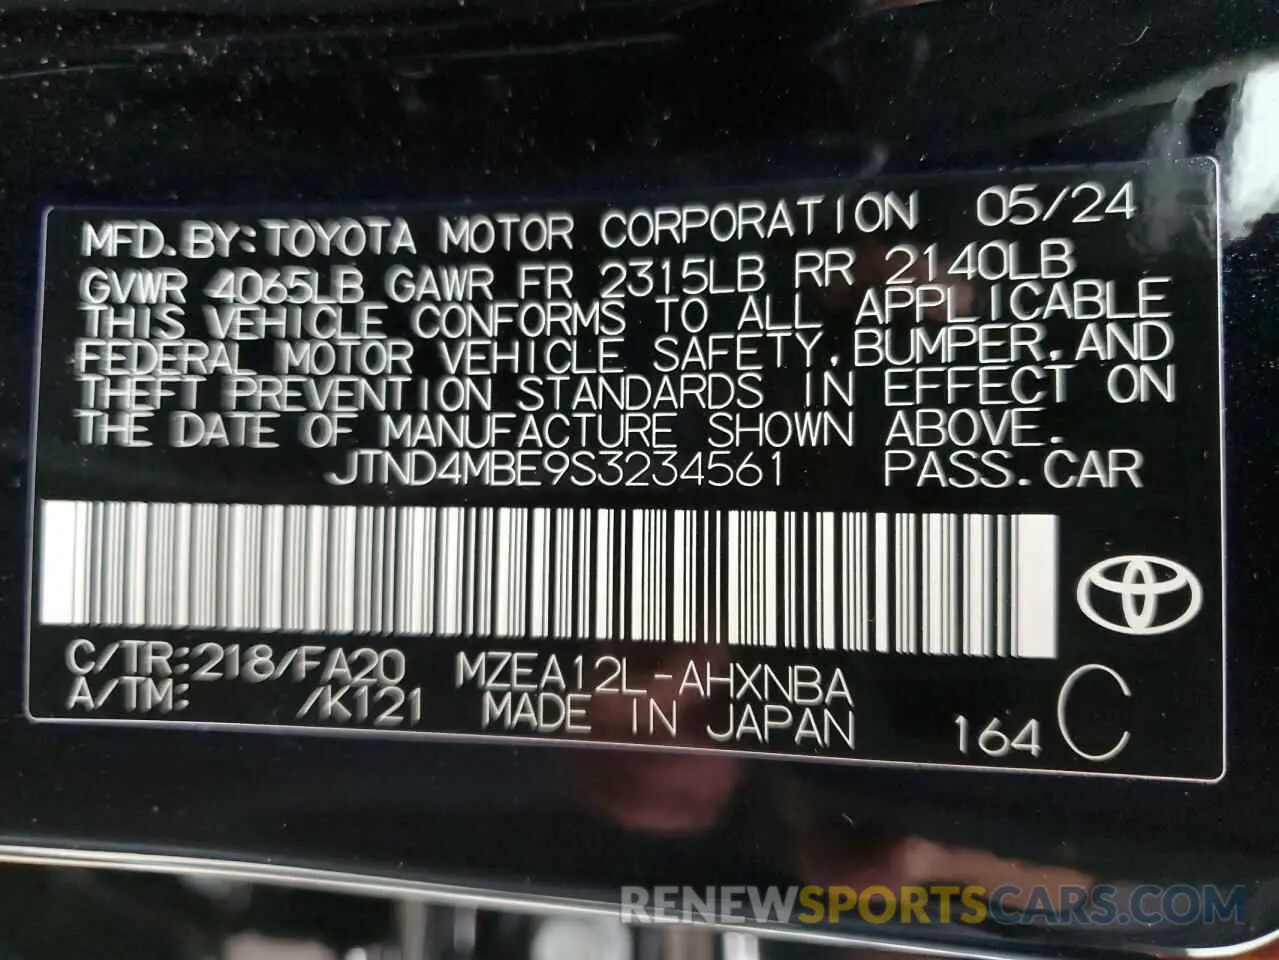 MFD.BY:TOYOTA MOTOR CORPORATION 05/24
GVWR 4065LB GAWR FR 2315LB RR 2140LB
THIS VEHICLE CONFORMS TO ALL APPLICABLE
FEDERAL MOTOR VEHICLE SAFETY,BUMPER,AND
THEFT PREVENTION STANDARDS IN EFFECT ON
THE DATE OF MANUFACTURE SHOWN ABOVE.
JTND4MBE9S3234561 PASS.CAR
C/TR:218/FA20 MZEA12L-AHXNBA
A/TM: /K121 MADE IN JAPAN 164 C
RENEWSPORTSCARS.COM